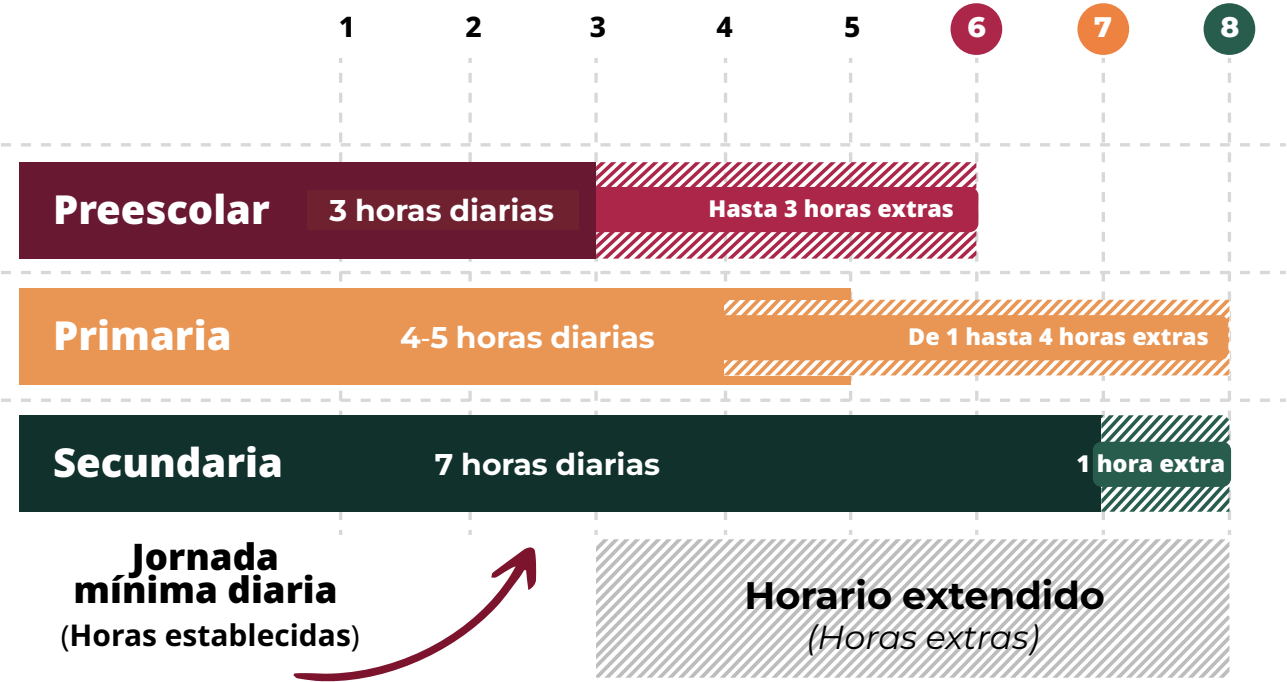 1 2 3 4 5 6 7 8
Preescolar 3 horas diarias Hasta 3 horas extras
Primaria 4-5 horas diarias De 1 hasta 4 horas extras
Secundaria 7 horas diarias 1 hora extra
Jornada
mínima diaria
(Horas establecidas)
Horario extendido
(Horas extras)